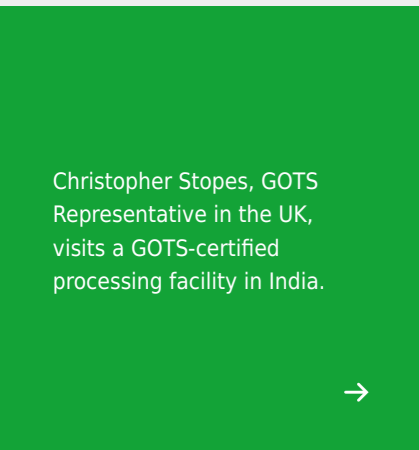 Christopher Stopes, GOTS
Representative in the UK,
visits a GOTS-certified
processing facility in India.